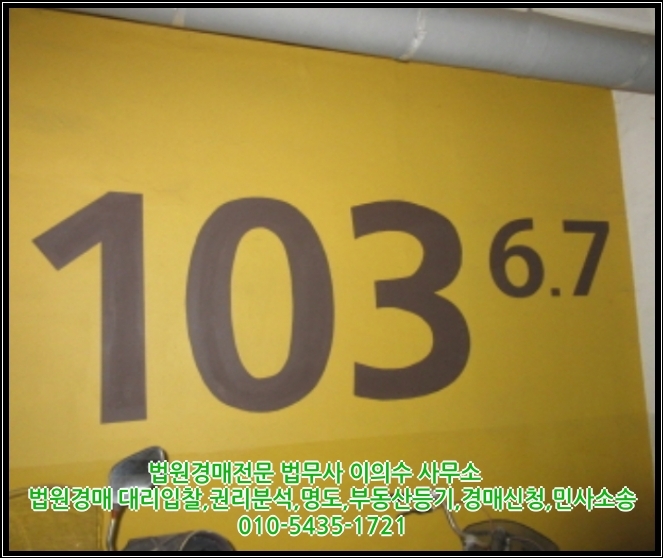 103 6.7
법원경매전문 법무사 이의수 사무소
법원경매 대리입찰,권리분석,명도,부동산등기,경매신청,민사소송
010-5435-1721